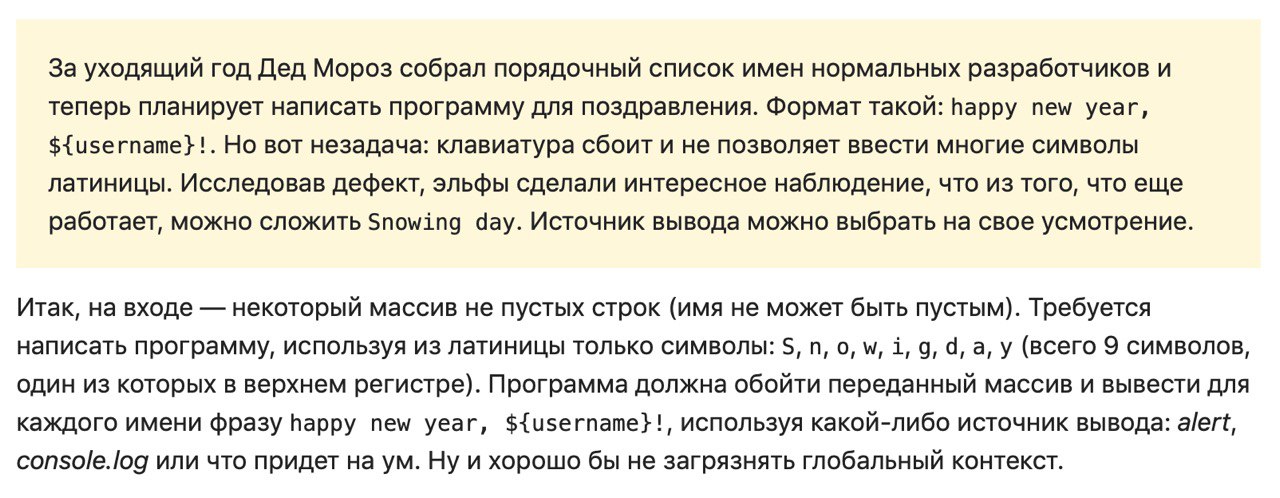 За уходящий год Дед Мороз собрал порядочный список имен нормальных разработчиков и
теперь планирует написать программу для поздравления. Формат такой: happy new year,
${username}!. Но вот незадача: клавиатура сбоит и не позволяет ввести многие символы
латиницы. Исследовав дефект, эльфы сделали интересное наблюдение, что из того, что еще
работает, можно сложить Snowing day. Источник вывода можно выбрать на свое усмотрение.
Итак, на входе — некоторый массив не пустых строк (имя не может быть пустым). Требуется
написать программу, используя из латиницы только символы: S, n, o, w, i, g, d, a, y (всего 9 символов,
один из которых в верхнем регистре). Программа должна обойти переданный массив и вывести для
каждого имени фразу happy new year, ${username}!, используя какой-либо источник вывода: alert,
console.log или что придет на ум. Ну и хорошо бы не загрязнять глобальный контекст.